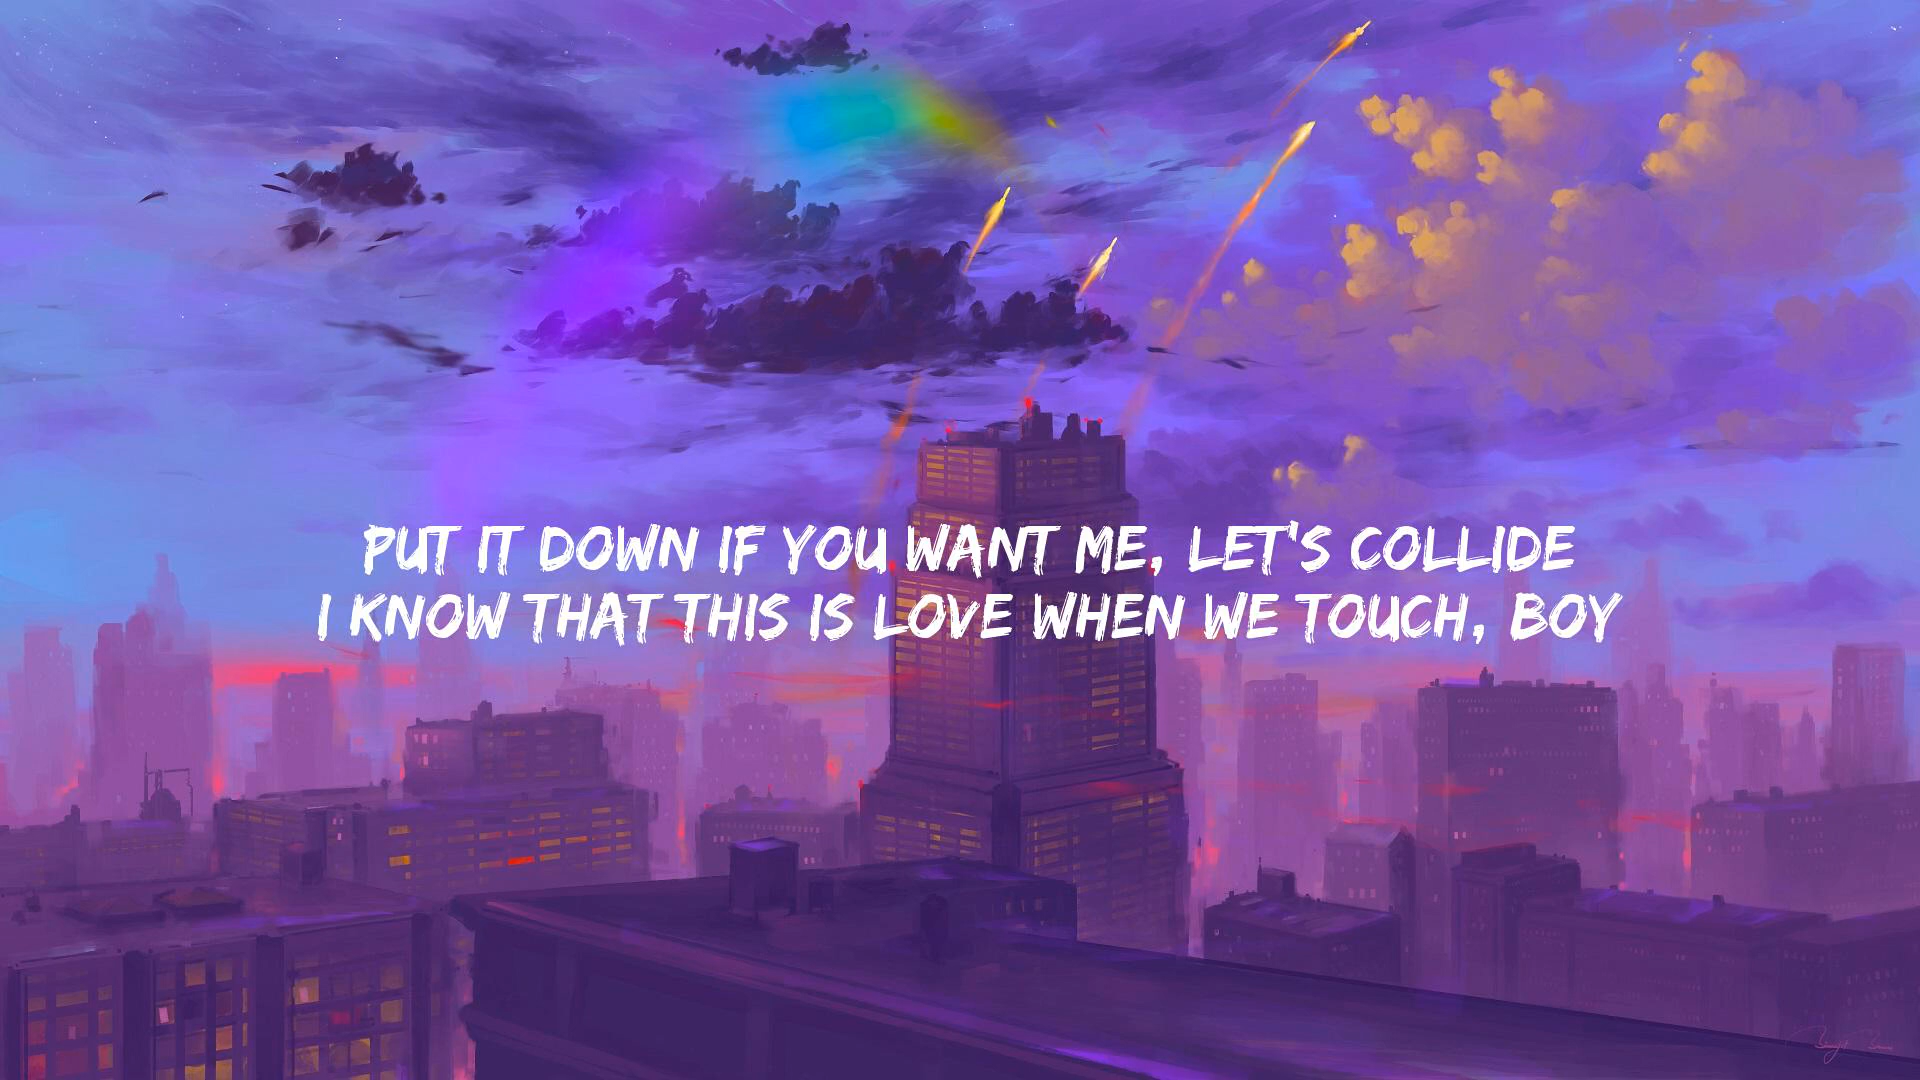 PUT IT DOWN IF YOU WANT ME, LET'S COLLIDE
I KNOW THAT THIS IS LOVE WHEN WE TOUCH, BOY